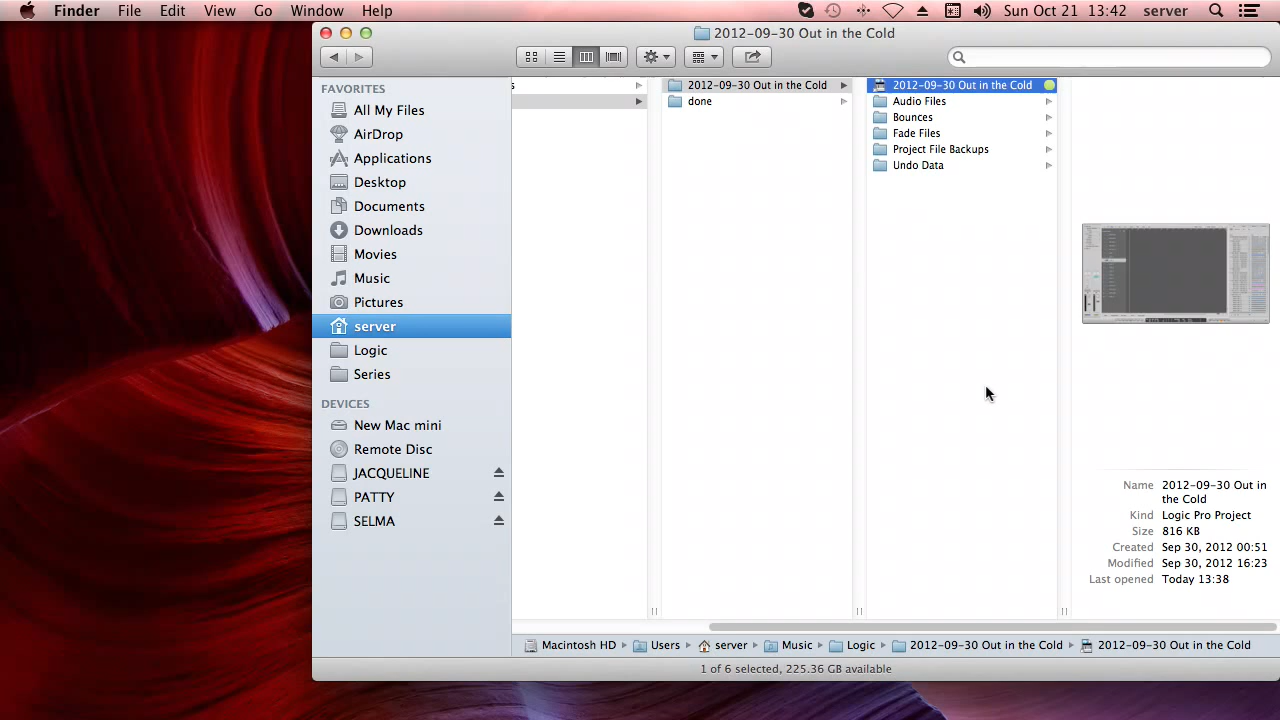 Finder File Edit View Go Window Help Sun Oct 21 13:42 server
2012-09-30 Out in the Cold
FAVORITES
All My Files
AirDrop
Applications
Desktop
Documents
Downloads
Movies
Music
Pictures
server
Logic
Series
DEVICES
New Mac mini
Remote Disc
JACQUELINE
PATTY
SELMA
s
2012-09-30 Out in the Cold
done
2012-09-30 Out in the Cold
Audio Files
Bounces
Fade Files
Project File Backups
Undo Data
Name 2012-09-30 Out in
the Cold
Kind Logic Pro Project
Size 816 KB
Created Sep 30, 2012 00:51
Modified Sep 30, 2012 16:23
Last opened Today 13:38
Macintosh HD Users server Music Logic 2012-09-30 Out in the Cold 2012-09-30 Out in the Cold
1 of 6 selected, 225.36 GB available